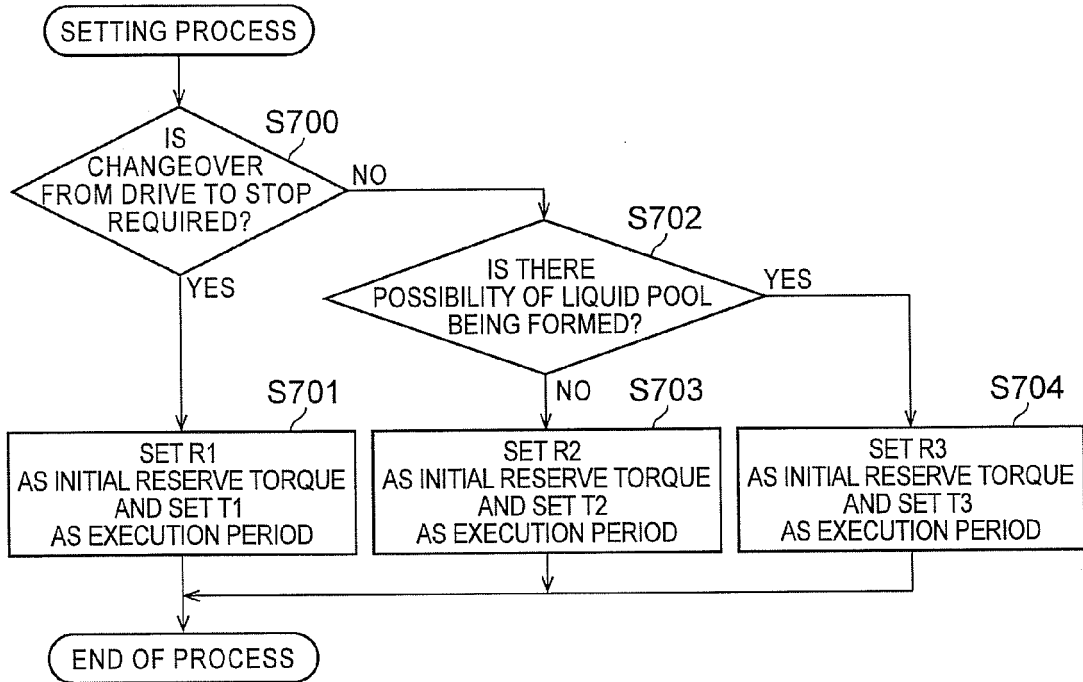 SETTING PROCESS
S700
IS
CHANGEOVER
FROM DRIVE TO STOP
REQUIRED?
NO
YES
S702
IS THERE
POSSIBILITY OF LIQUID POOL
BEING FORMED?
YES
NO
S701
SET R1
AS INITIAL RESERVE TORQUE
AND SET T1
AS EXECUTION PERIOD
S703
SET R2
AS INITIAL RESERVE TORQUE
AND SET T2
AS EXECUTION PERIOD
S704
SET R3
AS INITIAL RESERVE TORQUE
AND SET T3
AS EXECUTION PERIOD
END OF PROCESS